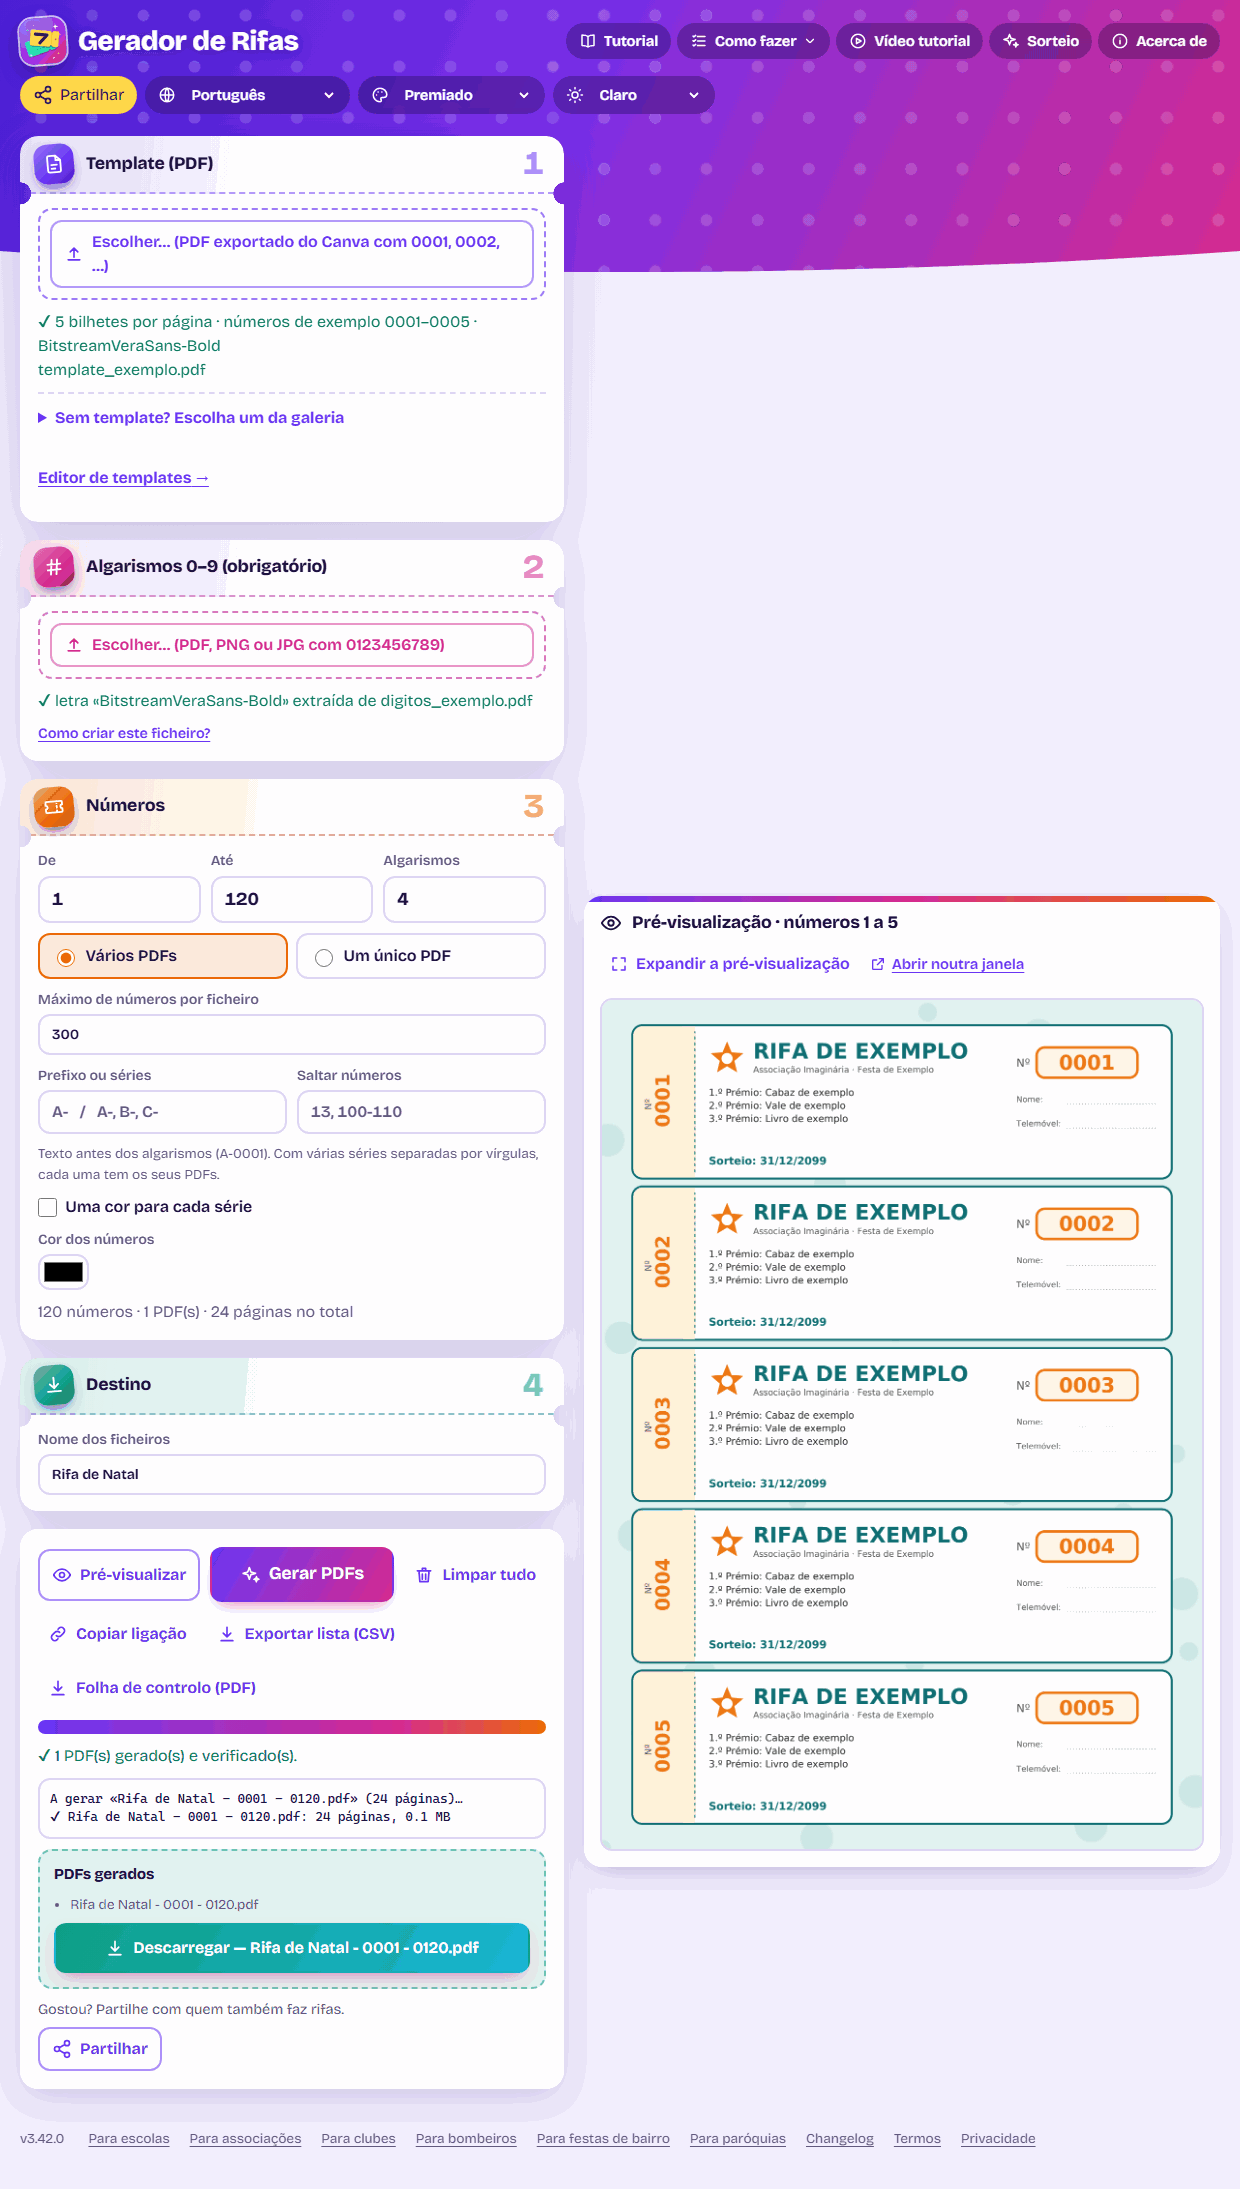 Gerador de Rifas
Tutorial
Como fazer
Vídeo tutorial
Sorteio
Acerca de
Partilhar
Português
Premiado
Claro
Template (PDF)
1
Escolher... (PDF exportado do Canva com 0001, 0002,
...)
✓ 5 bilhetes por página · números de exemplo 0001–0005 ·
BitstreamVeraSans-Bold
template_exemplo.pdf
Sem template? Escolha um da galeria
Editor de templates →
Algarismos 0–9 (obrigatório)
2
Escolher... (PDF, PNG ou JPG com 0123456789)
✓ letra «BitstreamVeraSans-Bold» extraída de digitos_exemplo.pdf
Como criar este ficheiro?
Números
3
De
Até
Algarismos
1
120
4
Vários PDFs
Um único PDF
Máximo de números por ficheiro
300
Prefixo ou séries
Saltar números
A- / A-, B-, C-
13, 100-110
Texto antes dos algarismos (A-0001). Com várias séries separadas por vírgulas,
cada uma tem os seus PDFs.
Uma cor para cada série
Cor dos números
120 números · 1 PDF(s) · 24 páginas no total
Destino
4
Nome dos ficheiros
Rifa de Natal
Pré-visualizar
Gerar PDFs
Limpar tudo
Copiar ligação
Exportar lista (CSV)
Folha de controlo (PDF)
✓ 1 PDF(s) gerado(s) e verificado(s).
A gerar «Rifa de Natal - 0001 - 0120.pdf» (24 páginas)…
✓ Rifa de Natal - 0001 - 0120.pdf: 24 páginas, 0.1 MB
PDFs gerados
• Rifa de Natal - 0001 - 0120.pdf
Descarregar — Rifa de Natal - 0001 - 0120.pdf
Gostou? Partilhe com quem também faz rifas.
Partilhar
Pré-visualização · números 1 a 5
Expandir a pré-visualização
Abrir noutra janela
Nº
0001
RIFA DE EXEMPLO
Associação Imaginária · Festa de Exemplo
1.º Prémio: Cabaz de exemplo
2.º Prémio: Vale de exemplo
3.º Prémio: Livro de exemplo
Sorteio: 31/12/2099
Nº 0001
Nome:
Telemóvel:
Nº
0002
RIFA DE EXEMPLO
Associação Imaginária · Festa de Exemplo
1.º Prémio: Cabaz de exemplo
2.º Prémio: Vale de exemplo
3.º Prémio: Livro de exemplo
Sorteio: 31/12/2099
Nº 0002
Nome:
Telemóvel:
Nº
0003
RIFA DE EXEMPLO
Associação Imaginária · Festa de Exemplo
1.º Prémio: Cabaz de exemplo
2.º Prémio: Vale de exemplo
3.º Prémio: Livro de exemplo
Sorteio: 31/12/2099
Nº 0003
Nome:
Telemóvel:
Nº
0004
RIFA DE EXEMPLO
Associação Imaginária · Festa de Exemplo
1.º Prémio: Cabaz de exemplo
2.º Prémio: Vale de exemplo
3.º Prémio: Livro de exemplo
Sorteio: 31/12/2099
Nº 0004
Nome:
Telemóvel:
Nº
0005
RIFA DE EXEMPLO
Associação Imaginária · Festa de Exemplo
1.º Prémio: Cabaz de exemplo
2.º Prémio: Vale de exemplo
3.º Prémio: Livro de exemplo
Sorteio: 31/12/2099
Nº 0005
Nome:
Telemóvel:
v3.42.0 Para escolas Para associações Para clubes Para bombeiros Para festas de bairro Para paróquias Changelog Termos Privacidade